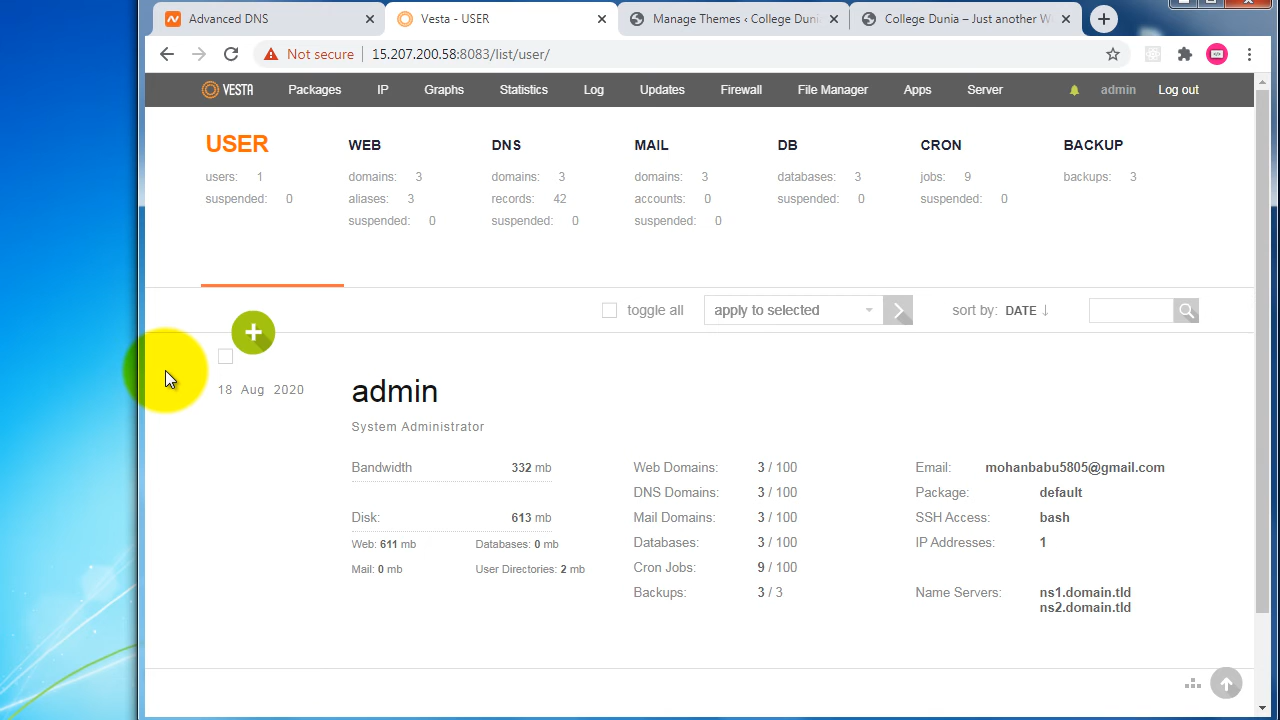 Advanced DNS
Vesta - USER
Manage Themes ‹ College Duni
College Dunia – Just another W
Not secure
15.207.200.58:8083/list/user/
VESTA
Packages
IP
Graphs
Statistics
Log
Updates
Firewall
File Manager
Apps
Server
admin
Log out
USER
users: 1
suspended: 0
WEB
domains: 3
aliases: 3
suspended: 0
DNS
domains: 3
records: 42
suspended: 0
MAIL
domains: 3
accounts: 0
suspended: 0
DB
databases: 3
suspended: 0
CRON
jobs: 9
suspended: 0
BACKUP
backups: 3
toggle all
apply to selected
sort by: DATE ↓
18 Aug 2020
admin
System Administrator
Bandwidth 332 mb
Disk: 613 mb
Web: 611 mb Databases: 0 mb
Mail: 0 mb User Directories: 2 mb
Web Domains: 3 / 100
DNS Domains: 3 / 100
Mail Domains: 3 / 100
Databases: 3 / 100
Cron Jobs: 9 / 100
Backups: 3 / 3
Email: mohanbabu5805@gmail.com
Package: default
SSH Access: bash
IP Addresses: 1
Name Servers: ns1.domain.tld
ns2.domain.tld